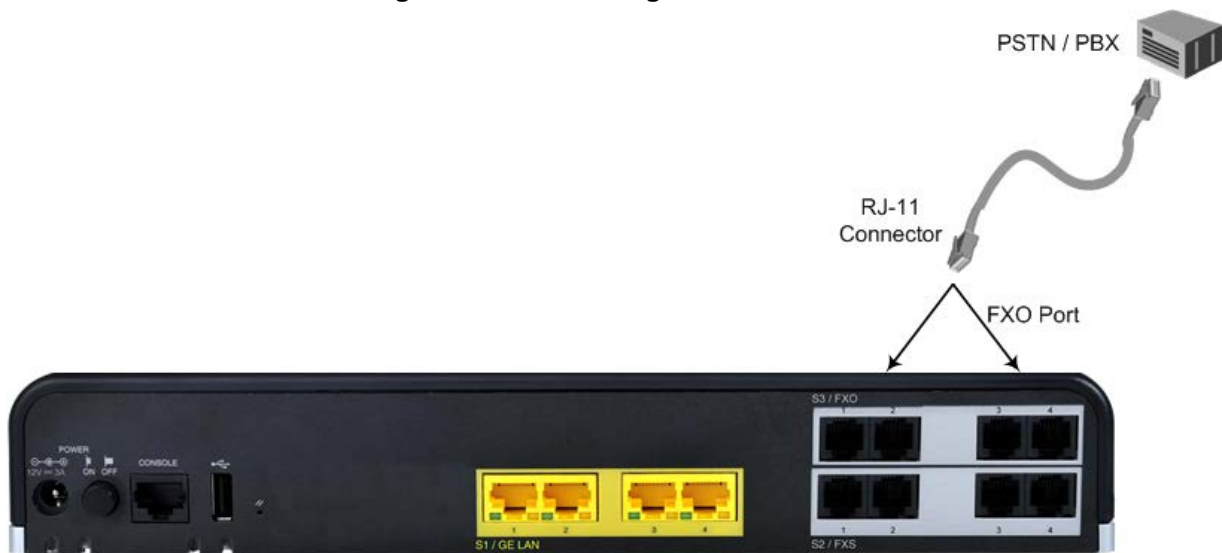 PSTN / PBX
RJ-11
Connector
FXO Port
S3 / FXO
1 2 3 4
POWER
12V 3A
ON OFF
CONSOLE
1 2 3 4
S1 / GE LAN
1 2 3 4
S2 / FXS